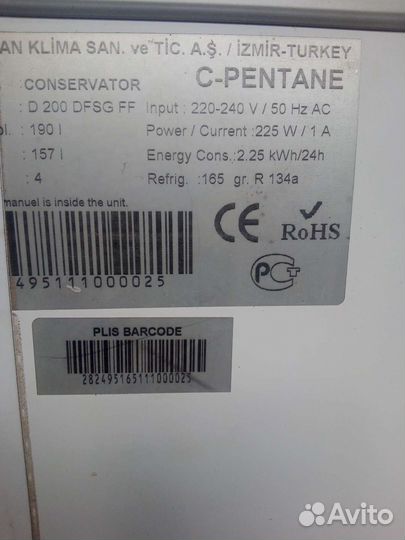 AN KLIMA SAN. ve TİC. A.Ş. / İZMİR-TURKEY
CONSERVATOR C-PENTANE
: D 200 DFSG FF Input : 220-240 V / 50 Hz AC
ol. : 190 l Power / Current :225 W / 1 A
: 157 l Energy Cons.:2.25 kWh/24h
: 4 Refrig. :165 gr. R 134a
manuel is inside the unit.
CE RoHS
495111000025
PCT
PLIS BARCODE
282495165111000025
Avito